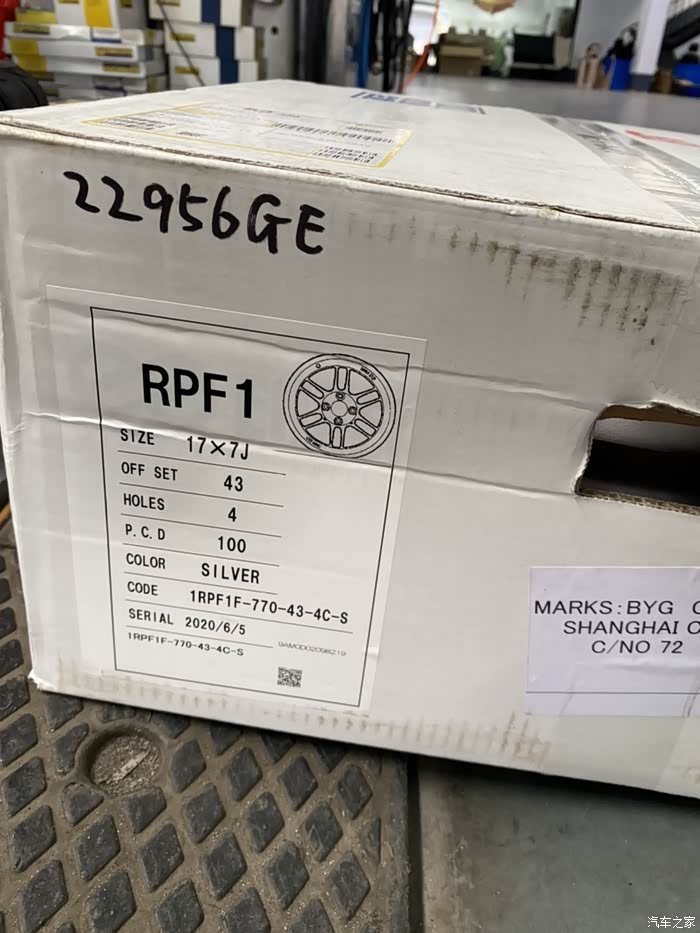 22956GE
RPF1
SIZE 17×7J
OFF SET 43
HOLES 4
P.C.D 100
COLOR SILVER
CODE 1RPF1F-770-43-4C-S
SERIAL 2020/6/5
1RPF1F-770-43-4C-S
MARKS:BYG
SHANGHAI
C/NO 72
汽车之家